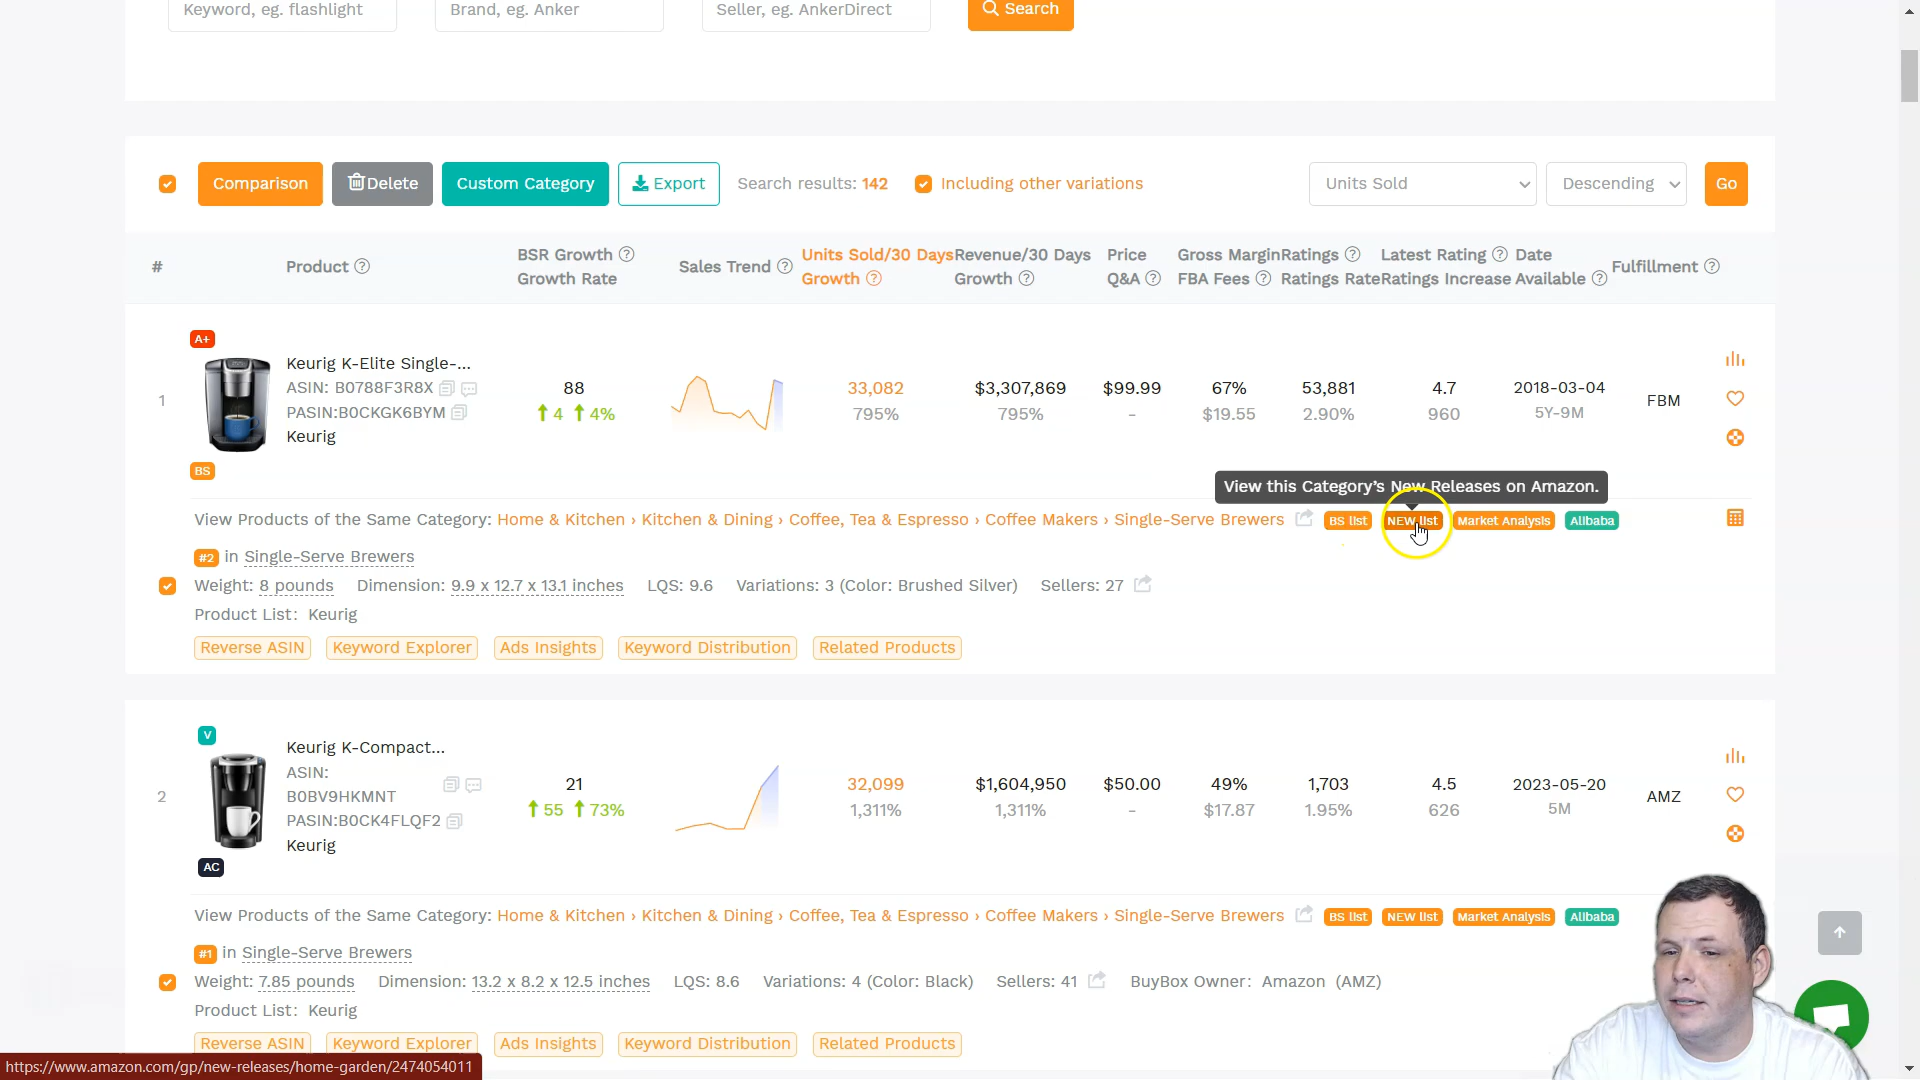 Keyword, eg. flashlight Brand, eg. Anker Seller, eg. AnkerDirect Search
Comparison Delete Custom Category Export Search results: 142 Including other variations Units Sold Descending Go
# Product BSR Growth Sales Trend Units Sold/30 Days Revenue/30 Days Price Gross Margin Ratings Latest Rating Date Fulfillment
Growth Rate Growth Growth Q&A FBA Fees Ratings Rate Ratings Increase Available
A+
1 Keurig K-Elite Single-...
ASIN: B0788F3R8X 88 33,082 $3,307,869 $99.99 67% 53,881 4.7 2018-03-04 FBM
PASIN:B0CKGK6BYM 4 4% 795% 795% - $19.55 2.90% 960 5Y-9M
Keurig
BS
View this Category's New Releases on Amazon.
View Products of the Same Category: Home & Kitchen › Kitchen & Dining › Coffee, Tea & Espresso › Coffee Makers › Single-Serve Brewers BS list NEW list Market Analysis Alibaba
#2 in Single-Serve Brewers
Weight: 8 pounds Dimension: 9.9 x 12.7 x 13.1 inches LQS: 9.6 Variations: 3 (Color: Brushed Silver) Sellers: 27
Product List: Keurig
Reverse ASIN Keyword Explorer Ads Insights Keyword Distribution Related Products
V
2 Keurig K-Compact...
ASIN: 21 32,099 $1,604,950 $50.00 49% 1,703 4.5 2023-05-20 AMZ
B0BV9HKMNT 55 73% 1,311% 1,311% - $17.87 1.95% 626 5M
PASIN:B0CK4FLQF2
Keurig
AC
View Products of the Same Category: Home & Kitchen › Kitchen & Dining › Coffee, Tea & Espresso › Coffee Makers › Single-Serve Brewers BS list NEW list Market Analysis Alibaba
#1 in Single-Serve Brewers
Weight: 7.85 pounds Dimension: 13.2 x 8.2 x 12.5 inches LQS: 8.6 Variations: 4 (Color: Black) Sellers: 41 BuyBox Owner: Amazon (AMZ)
Product List: Keurig
Reverse ASIN Keyword Explorer Ads Insights Keyword Distribution Related Products
https://www.amazon.com/gp/new-releases/home-garden/2474054011